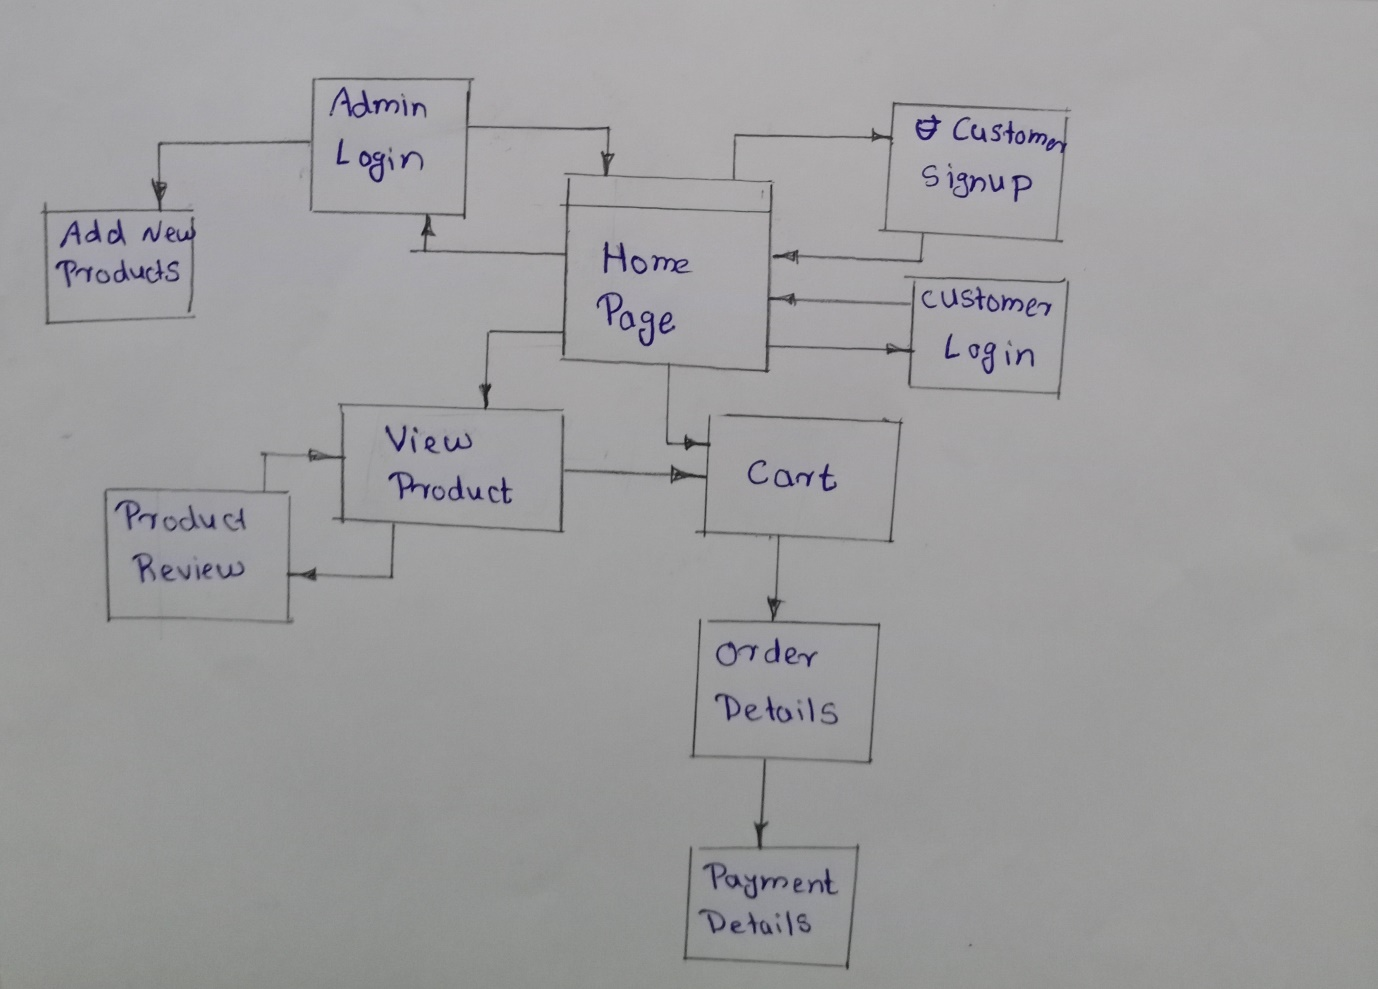 Admin
Login
Customer
Signup
Add New
Products
Home
Page
Customer
Login
View
Product
Cart
Product
Review
Order
Details
Payment
Details